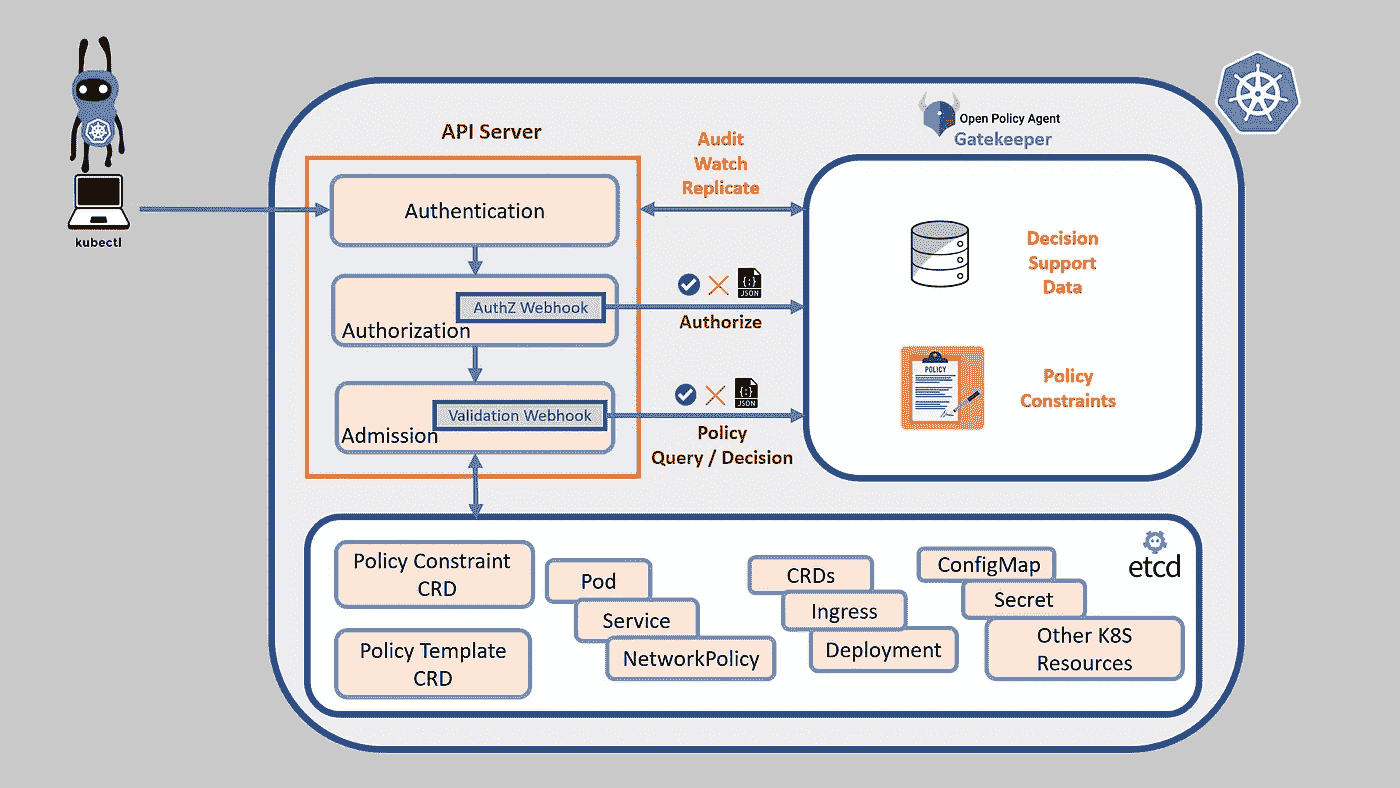 kubectl
API Server
Authentication
AuthZ Webhook
Authorization
Validation Webhook
Admission
Audit
Watch
Replicate
{:}
JSON
Authorize
{:}
JSON
Policy
Query / Decision
Open Policy Agent
Gatekeeper
Decision
Support
Data
POLICY
Policy
Constraints
Policy Constraint
CRD
Policy Template
CRD
Pod
Service
NetworkPolicy
CRDs
Ingress
Deployment
ConfigMap
Secret
Other K8S
Resources
etcd